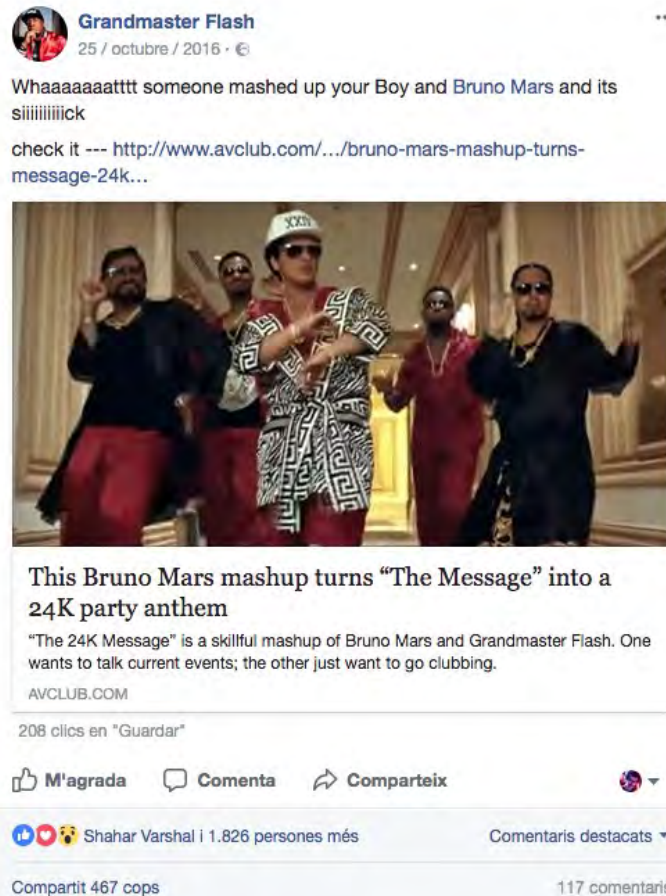 Grandmaster Flash
25 / octubre / 2016 ·
Whaaaaaaatttt someone mashed up your Boy and Bruno Mars and its
siiiiiiiiiick
check it --- http://www.avclub.com/.../bruno-mars-mashup-turns-
message-24k...
XXIV
This Bruno Mars mashup turns “The Message” into a
24K party anthem
“The 24K Message” is a skillful mashup of Bruno Mars and Grandmaster Flash. One
wants to talk current events; the other just want to go clubbing.
AVCLUB.COM
208 clics en "Guardar"
M'agrada Comenta Comparteix
Shahar Varshal i 1.826 persones més Comentaris destacats
Compartit 467 cops 117 comentaris